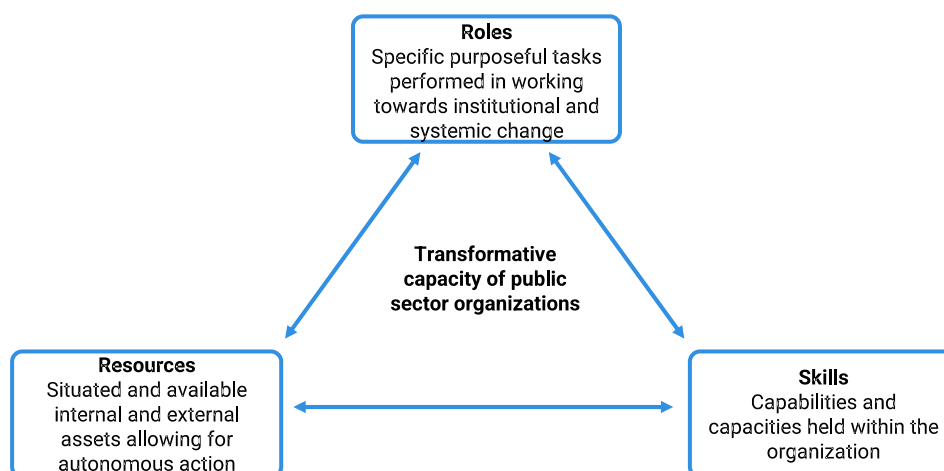 Roles
Specific purposeful tasks
performed in working
towards institutional and
systemic change
Transformative
capacity of public
sector organizations
Resources
Situated and available
internal and external
assets allowing for
autonomous action
Skills
Capabilities and
capacities held within the
organization